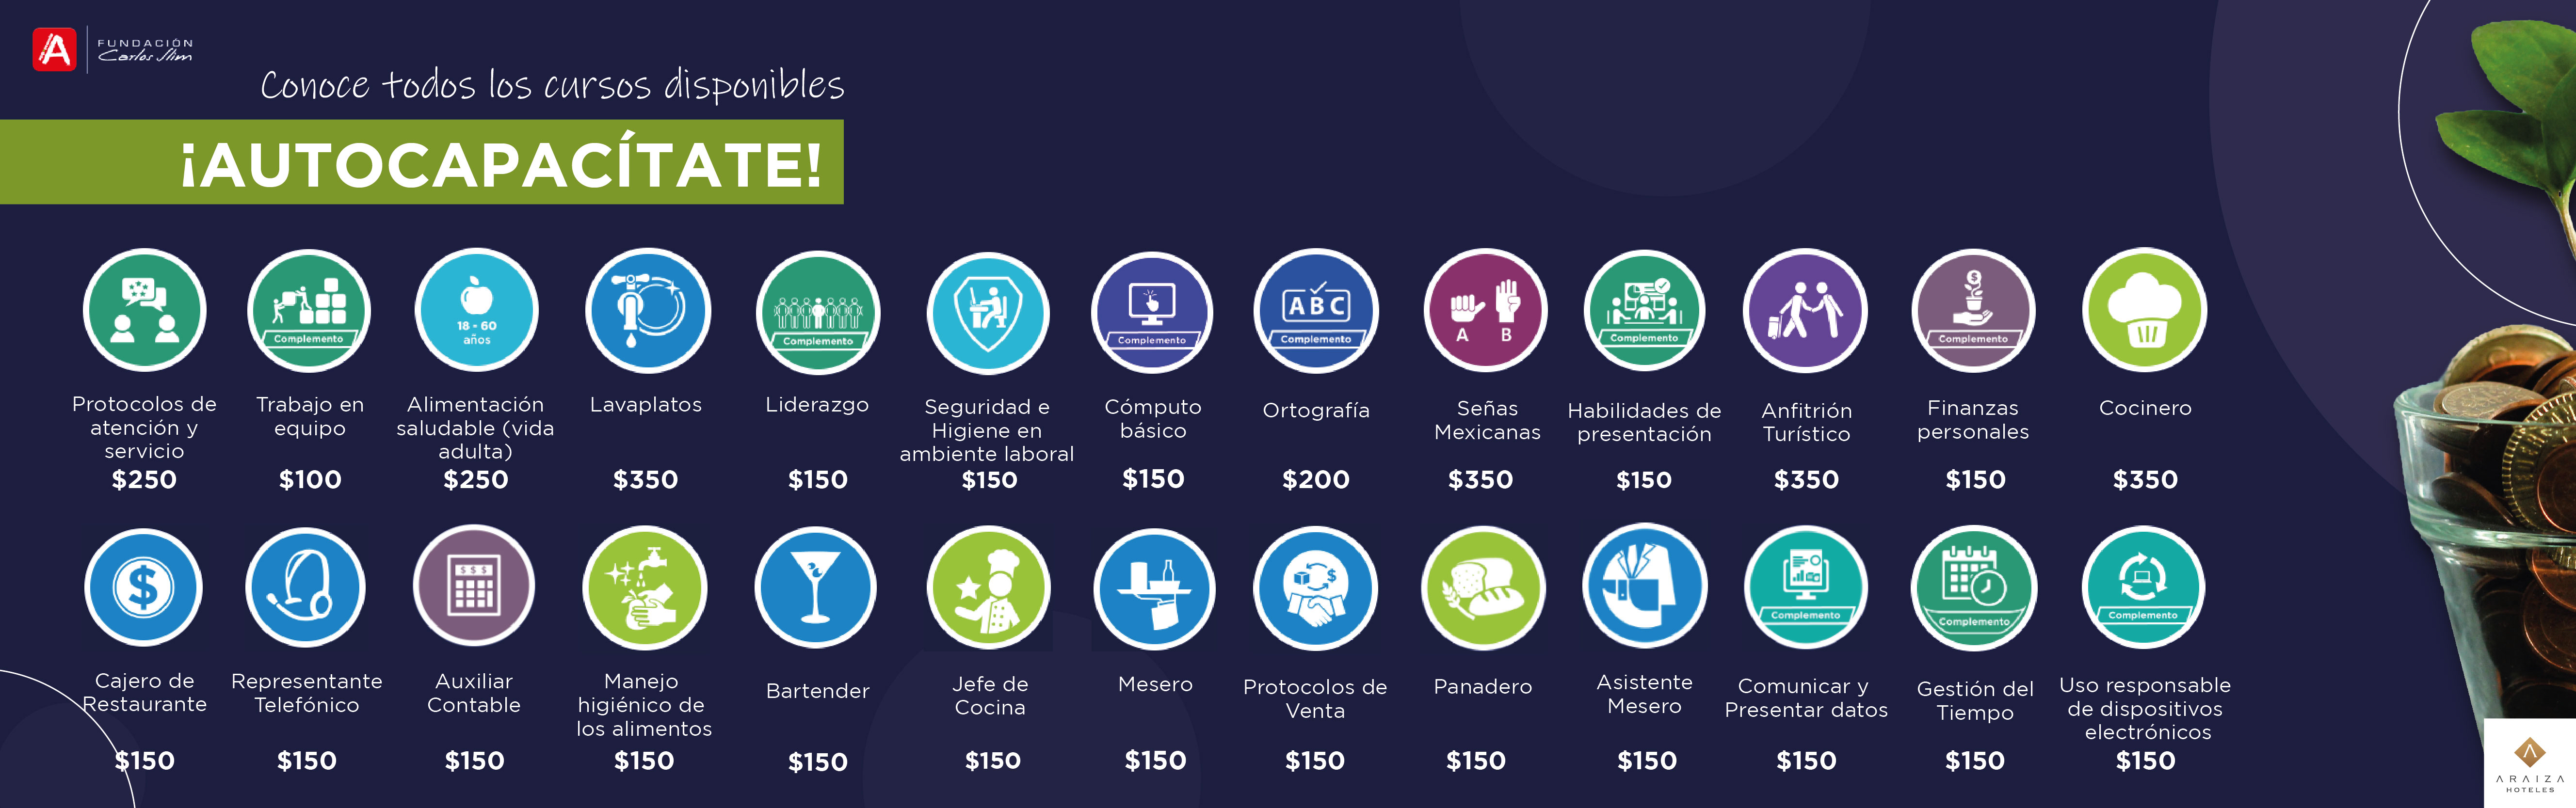 A
FUNDACIÓN
Carlos Slim
Conoce todos los cursos disponibles
¡AUTOCAPACÍTATE!
Protocolos de
atención y
servicio
$250
Complemento
Trabajo en
equipo
$100
18 - 60
años
Alimentación
saludable (vida
adulta)
$250
Lavaplatos
$350
Complemento
Liderazgo
$150
Seguridad e
Higiene en
ambiente laboral
$150
Complemento
Cómputo
básico
$150
ABC
Complemento
Ortografía
$200
A B
Señas
Mexicanas
$350
Complemento
Habilidades de
presentación
$150
Anfitrión
Turístico
$350
$
Complemento
Finanzas
personales
$150
Cocinero
$350
$
Cajero de
Restaurante
$150
Representante
Telefónico
$150
$$$
Auxiliar
Contable
$150
Manejo
higiénico de
los alimentos
$150
Bartender
$150
Jefe de
Cocina
$150
Mesero
$150
$
Protocolos de
Venta
$150
Panadero
$150
Asistente
Mesero
$150
Complemento
Comunicar y
Presentar datos
$150
Complemento
Gestión del
Tiempo
$150
Complemento
Uso responsable
de dispositivos
electrónicos
$150
ARAIZA
HOTELES